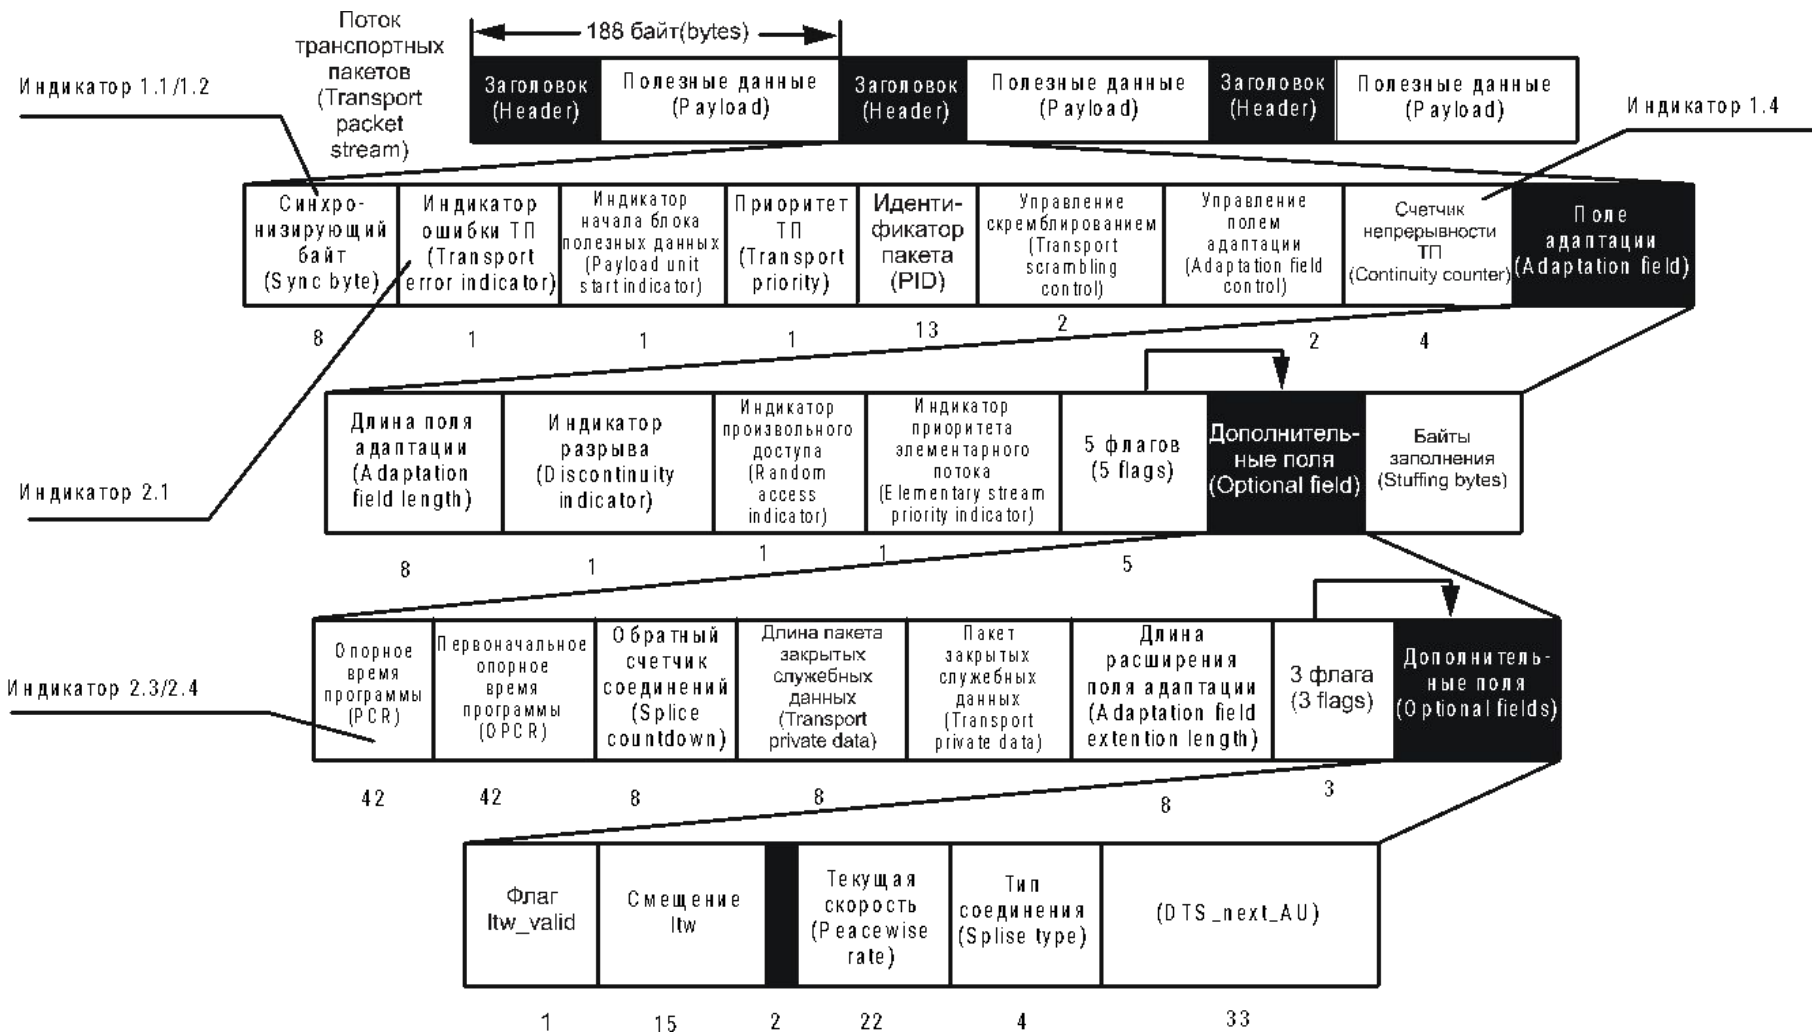 Поток
транспортных
пакетов
(Transport
packet
stream)
188 байт(bytes)
Индикатор 1.1/1.2
Заголовок
(Header)
Полезные данные
(Payload)
Заголовок
(Header)
Полезные данные
(Payload)
Заголовок
(Header)
Полезные данные
(Payload)
Индикатор 1.4
Синхро-
низирующий
байт
(Sync byte)
Индикатор
ошибки ТП
(Transport
error indicator)
Индикатор
начала блока
полезных данных
(Payload unit
start indicator)
Приоритет
ТП
(Transport
priority)
Иденти-
фикатор
пакета
(PID)
Управление
скремблированием
(Transport
scrambling
control)
Управление
полем
адаптации
(Adaptation field
control)
Счетчик
непрерывности
ТП
(Continuity counter)
Поле
адаптации
(Adaptation field)
8
1
1
1
13
2
2
4
Индикатор 2.1
Длина поля
адаптации
(Adaptation
field length)
Индикатор
разрыва
(Discontinuity
indicator)
Индикатор
произвольного
доступа
(Random
access
indicator)
Индикатор
приоритета
элементарного
потока
(Elementary stream
priority indicator)
5 флагов
(5 flags)
Дополнитель-
ные поля
(Optional field)
Байты
заполнения
(Stuffing bytes)
8
1
1
1
5
Индикатор 2.3/2.4
Опорное
время
программы
(PCR)
Первоначальное
опорное
время
программы
(OPCR)
Обратный
счетчик
соединений
(Splice
countdown)
Длина пакета
закрытых
служебных
данных
(Transport
private data)
Пакет
закрытых
служебных
данных
(Transport
private data)
Длина
расширения
поля адаптации
(Adaptation field
extention length)
3 флага
(3 flags)
Дополнитель-
ные поля
(Optional fields)
42
42
8
8
8
3
Флаг
ltw_valid
Смещение
ltw
Текущая
скорость
(Peacewise
rate)
Тип
соединения
(Splise type)
(DTS_next_AU)
1
15
2
22
4
33